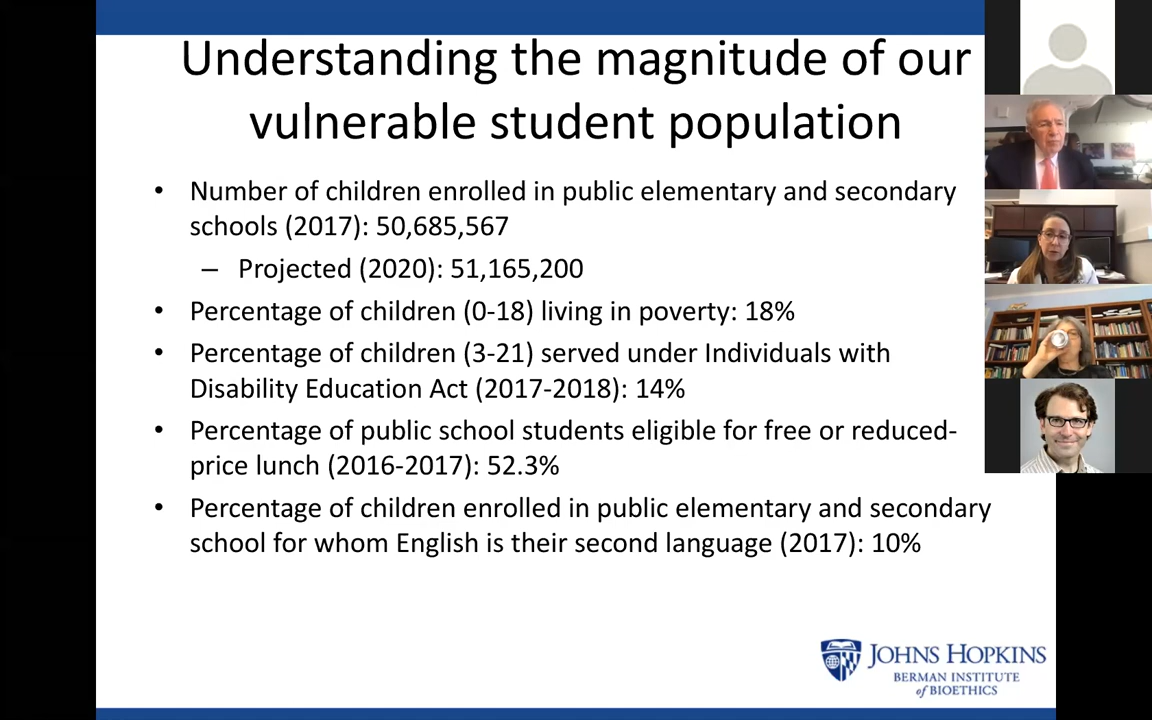 Understanding the magnitude of our
vulnerable student population
• Number of children enrolled in public elementary and secondary
schools (2017): 50,685,567
– Projected (2020): 51,165,200
• Percentage of children (0-18) living in poverty: 18%
• Percentage of children (3-21) served under Individuals with
Disability Education Act (2017-2018): 14%
• Percentage of public school students eligible for free or reduced-
price lunch (2016-2017): 52.3%
• Percentage of children enrolled in public elementary and secondary
school for whom English is their second language (2017): 10%
JOHNS HOPKINS
BERMAN INSTITUTE
of BIOETHICS